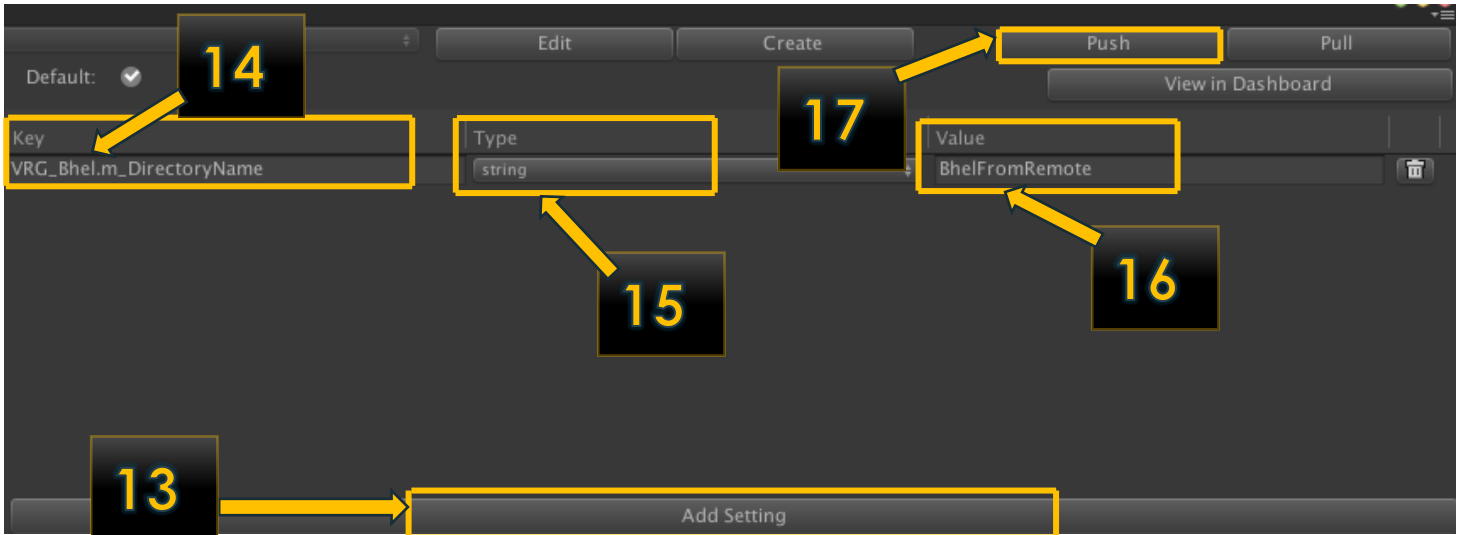 14
Edit
Create
Push
Pull
Default:
17
View in Dashboard
Key
Type
Value
VRG_Bhel.m_DirectoryName
string
BhelFromRemote
15
16
13
Add Setting